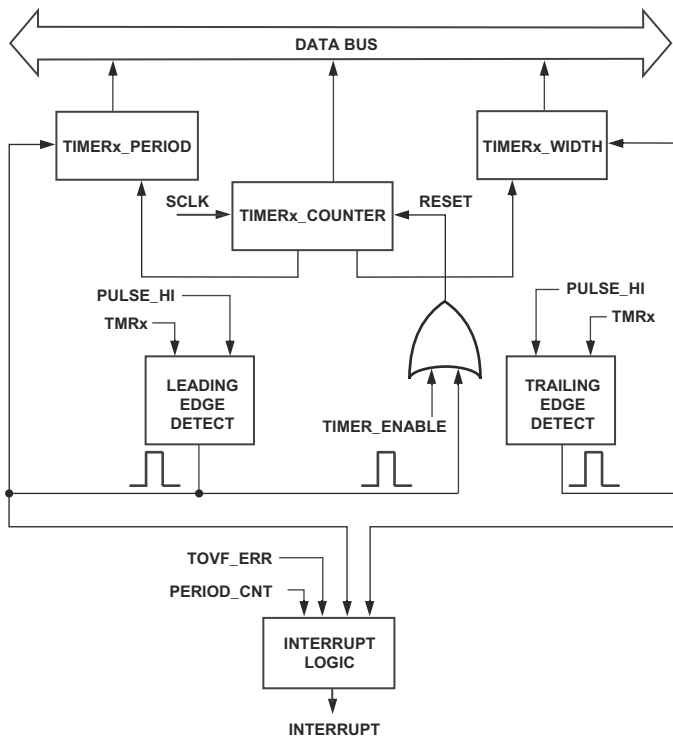 DATA BUS
TIMERx_PERIOD
TIMERx_WIDTH
SCLK
TIMERx_COUNTER
RESET
PULSE_HI
TMRx
PULSE_HI
TMRx
LEADING
EDGE
DETECT
TRAILING
EDGE
DETECT
TIMER_ENABLE
TOVF_ERR
PERIOD_CNT
INTERRUPT
LOGIC
INTERRUPT